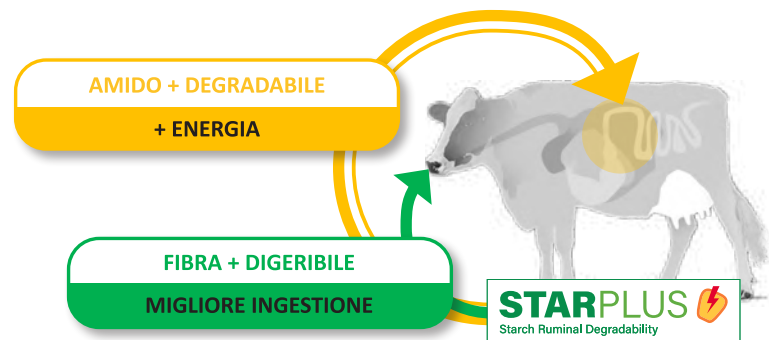 AMIDO + DEGRADABILE
+ ENERGIA
FIBRA + DIGERIBILE
MIGLIORE INGESTIONE
STARPLUS
Starch Ruminal Degradability